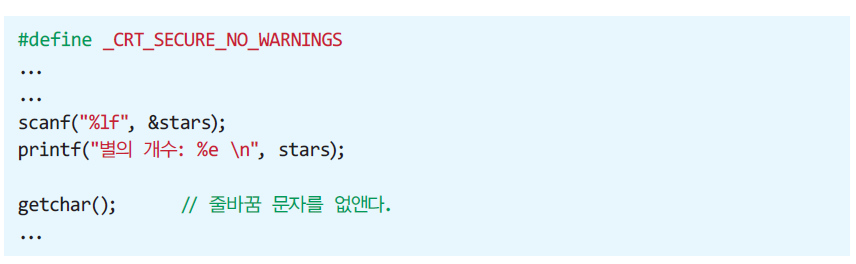 #define _CRT_SECURE_NO_WARNINGS
...
...
scanf("%lf", &stars);
printf("별의 개수: %e \n", stars);
getchar(); // 줄바꿈 문자를 없앤다.
...